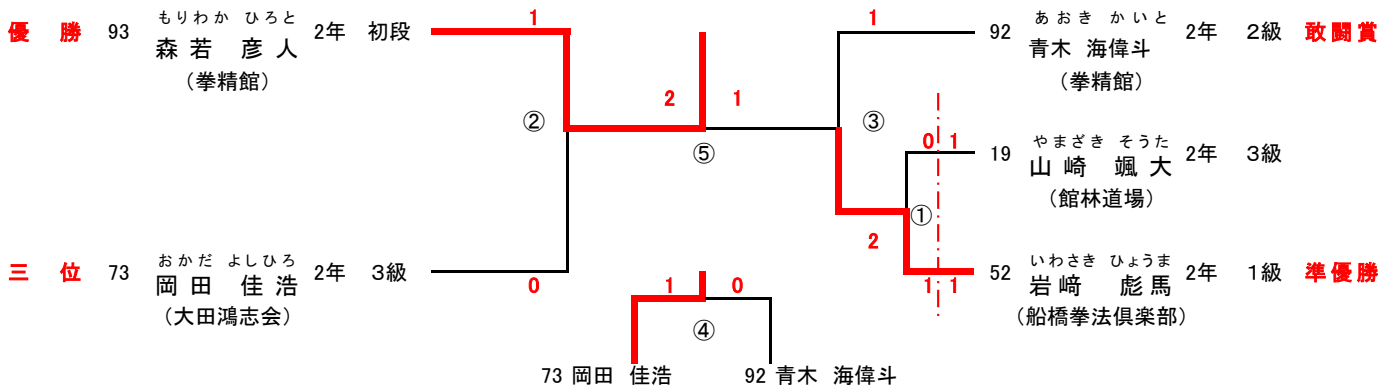 優 勝 93 もりわか ひろと 森若 彦人 2年 初段
（拳精館）
1
②
三 位 73 おかだ よしひろ 岡田 佳浩 2年 3級
（大田鴻志会）
0
2 1
⑤
1 0
④
73 岡田 佳浩 92 青木 海偉斗
1
92 あおき かいと 青木 海偉斗 2年 2級 敢闘賞
（拳精館）
③
0 1
19 やまざき そうた 山崎 颯大 2年 3級
（館林道場）
①
2
1 1
52 いわさき ひょうま 岩﨑 彪馬 2年 1級 準優勝
（船橋拳法倶楽部）